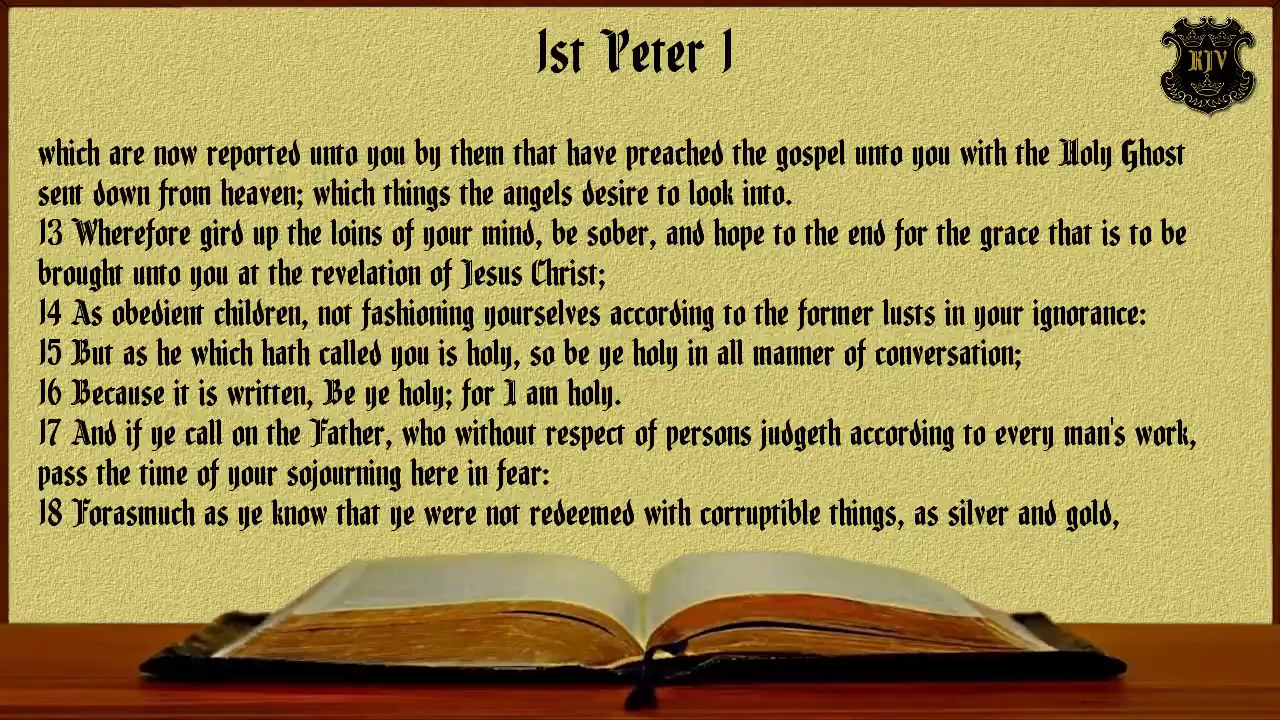 1st Peter 1
KJV
which are now reported unto you by them that have preached the gospel unto you with the Holy Ghost
sent down from heaven; which things the angels desire to look into.
13 Wherefore gird up the loins of your mind, be sober, and hope to the end for the grace that is to be
brought unto you at the revelation of Jesus Christ;
14 As obedient children, not fashioning yourselves according to the former lusts in your ignorance:
15 But as he which hath called you is holy, so be ye holy in all manner of conversation;
16 Because it is written, Be ye holy; for I am holy.
17 And if ye call on the Father, who without respect of persons judgeth according to every man's work,
pass the time of your sojourning here in fear:
18 Forasmuch as ye know that ye were not redeemed with corruptible things, as silver and gold,